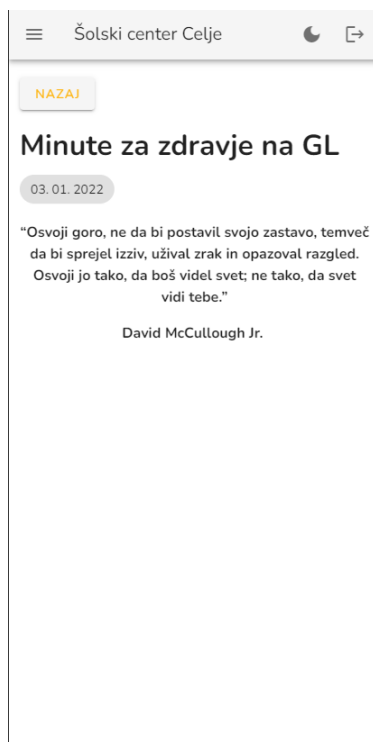 Šolski center Celje
NAZAJ
Minute za zdravje na GL
03. 01. 2022
“Osvoji goro, ne da bi postavil svojo zastavo, temveč
da bi sprejel izziv, užival zrak in opazoval razgled.
Osvoji jo tako, da boš videl svet; ne tako, da svet
vidi tebe.”
David McCullough Jr.